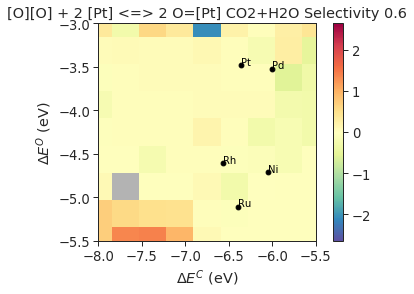 [O][O] + 2 [Pt] <=> 2 O=[Pt] CO2+H2O Selectivity 0.6
−3.0
−3.5
−4.0
−4.5
−5.0
−5.5
ΔE^O (eV)
Pt
Pd
Rh
Ni
Ru
−8.0 −7.5 −7.0 −6.5 −6.0 −5.5
ΔE^C (eV)
2
1
0
−1
−2